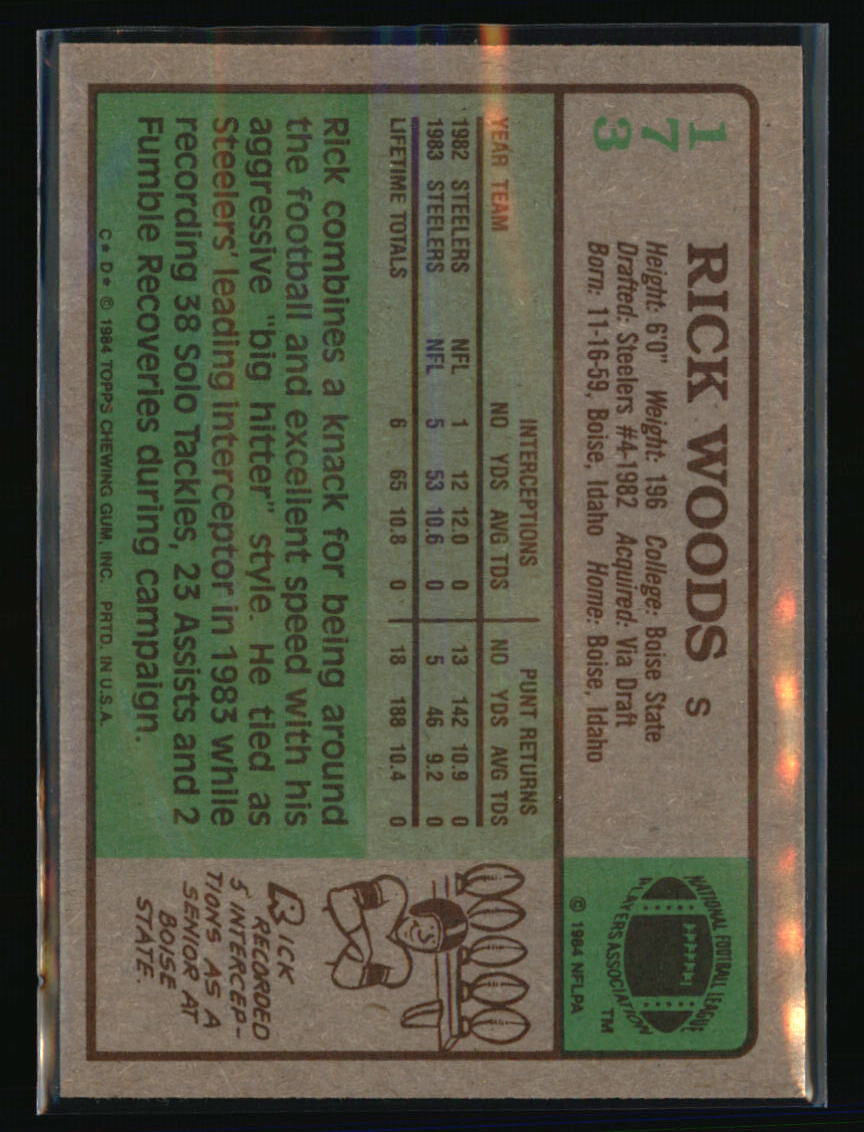 173
RICK WOODS S
Height: 6'0" Weight: 196 College: Boise State
Drafted: Steelers #4-1982 Acquired: Via Draft
Born: 11-16-59, Boise, Idaho Home: Boise, Idaho
NATIONAL FOOTBALL LEAGUE
PLAYERS ASSOCIATION
TM
© 1984 NFLPA
INTERCEPTIONS PUNT RETURNS
YEAR TEAM NO YDS AVG TDS NO YDS AVG TDS
1982 STEELERS NFL 1 12 12.0 0 13 142 10.9 0
1983 STEELERS NFL 5 53 10.6 0 5 46 9.2 0
LIFETIME TOTALS 6 65 10.8 0 18 188 10.4 0
Rick combines a knack for being around
the football and excellent speed with his
aggressive "big hitter" style. He tied as
Steelers' leading interceptor in 1983 while
recording 38 Solo Tackles, 23 Assists and 2
Fumble Recoveries during campaign.
C * D * © 1984 TOPPS CHEWING GUM, INC. PRTD. IN U.S.A.
RICK
RECORDED
5 INTERCEP-
TIONS AS A
SENIOR AT
BOISE
STATE.